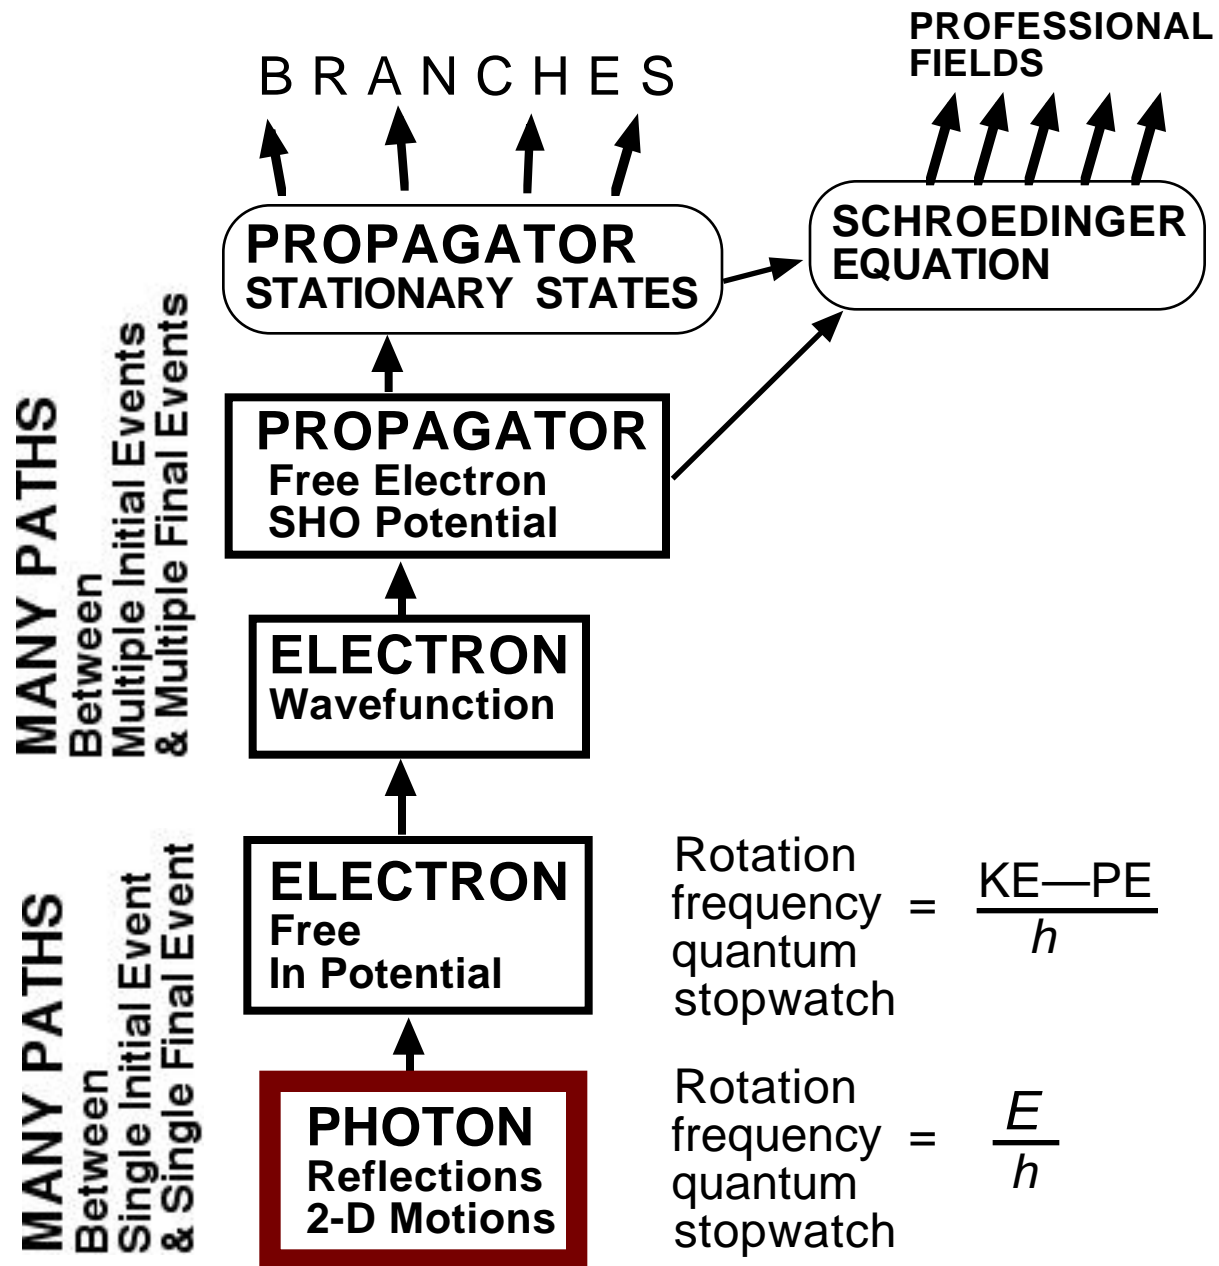 PROFESSIONAL
FIELDS
BRANCHES
PROPAGATOR
STATIONARY STATES
SCHROEDINGER
EQUATION
MANY PATHS
Between
Multiple Initial Events
& Multiple Final Events
PROPAGATOR
Free Electron
SHO Potential
ELECTRON
Wavefunction
MANY PATHS
Between
Single Initial Event
& Single Final Event
ELECTRON
Free
In Potential
Rotation
frequency
quantum
stopwatch
= KE—PE
h
PHOTON
Reflections
2-D Motions
Rotation
frequency
quantum
stopwatch
= E
h